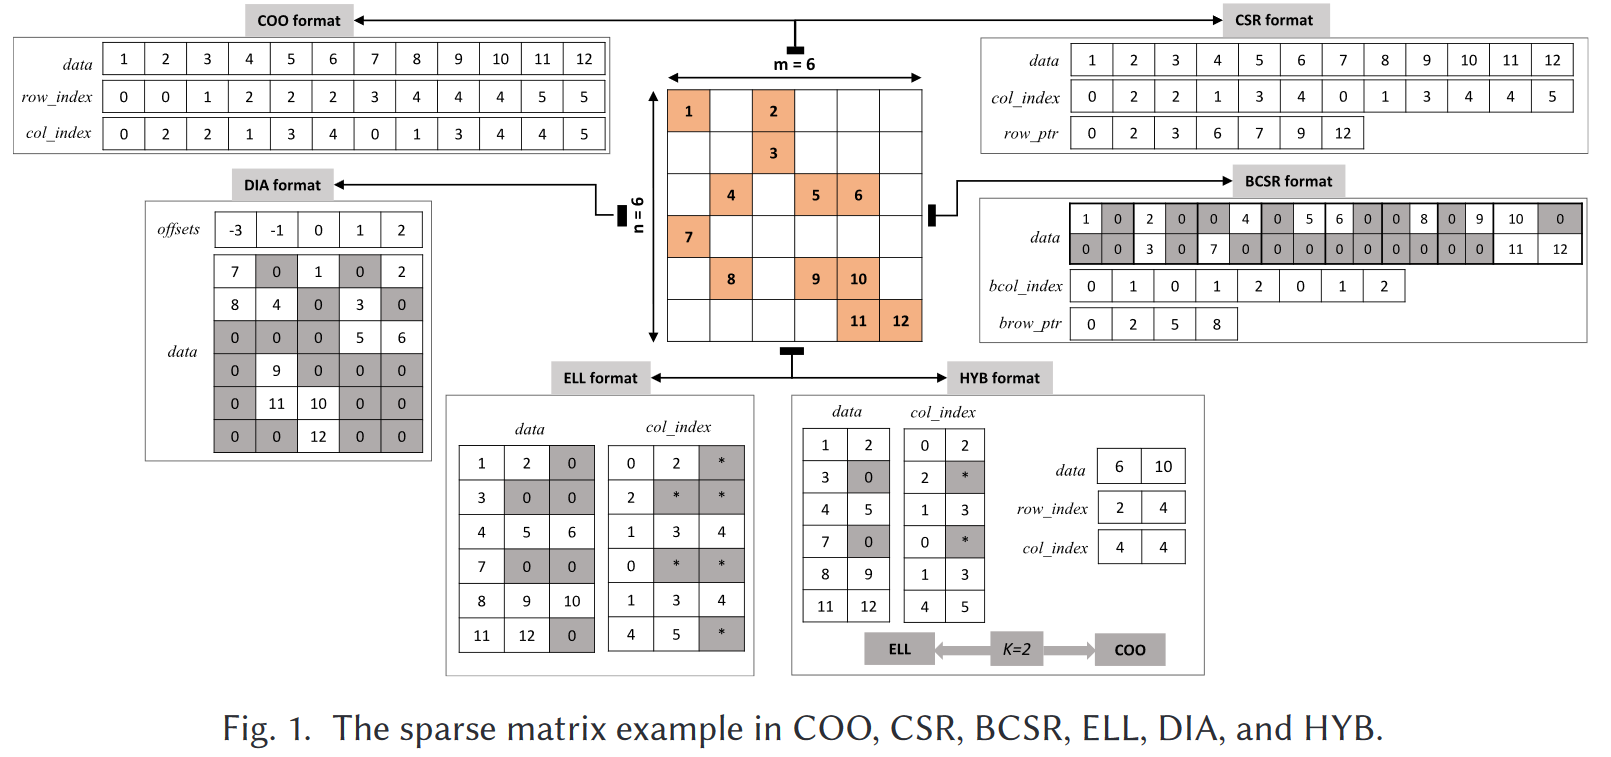 COO format
data 1 2 3 4 5 6 7 8 9 10 11 12
row_index 0 0 1 2 2 2 3 4 4 4 5 5
col_index 0 2 2 1 3 4 0 1 3 4 4 5
CSR format
data 1 2 3 4 5 6 7 8 9 10 11 12
col_index 0 2 2 1 3 4 0 1 3 4 4 5
row_ptr 0 2 3 6 7 9 12
m = 6
n = 6
1 2
3
4 5 6
7
8 9 10
11 12
DIA format
offsets -3 -1 0 1 2
data
7 0 1 0 2
8 4 0 3 0
0 0 0 5 6
0 9 0 0 0
0 11 10 0 0
0 0 12 0 0
BCSR format
data
1 0 2 0 0 4 0 5 6 0 0 8 0 9 10 0
0 0 3 0 7 0 0 0 0 0 0 0 0 0 11 12
bcol_index 0 1 0 1 2 0 1 2
brow_ptr 0 2 5 8
ELL format
data
1 2 0
3 0 0
4 5 6
7 0 0
8 9 10
11 12 0
col_index
0 2 *
2 * *
1 3 4
0 * *
1 3 4
4 5 *
HYB format
data
1 2
3 0
4 5
7 0
8 9
11 12
col_index
0 2
2 *
1 3
0 *
1 3
4 5
data 6 10
row_index 2 4
col_index 4 4
ELL K=2 COO
Fig. 1. The sparse matrix example in COO, CSR, BCSR, ELL, DIA, and HYB.